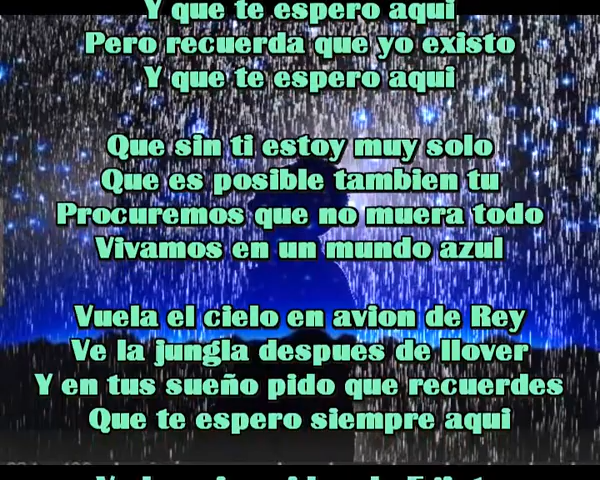 Y que te espero aqui
Pero recuerda que yo existo
Y que te espero aqui
Que sin ti estoy muy solo
Que es posible tambien tu
Procuremos que no muera todo
Vivamos en un mundo azul
Vuela el cielo en avion de Rey
Ve la jungla despues de llover
Y en tus sueño pido que recuerdes
Que te espero siempre aqui